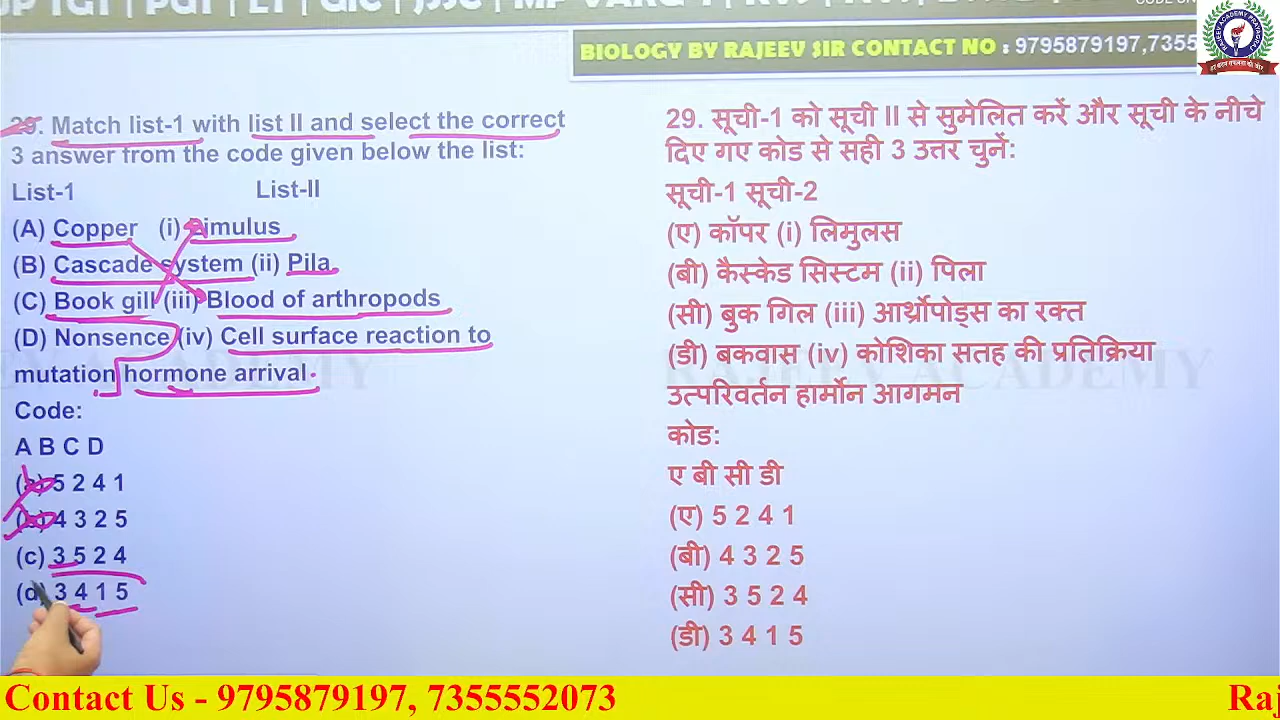 BIOLOGY BY RAJEEV SIR CONTACT NO : 9795879197,7355
29. Match list-1 with list II and select the correct
3 answer from the code given below the list:
List-1 List-II
(A) Copper (i) Limulus
(B) Cascade system (ii) Pila
(C) Book gill (iii) Blood of arthropods
(D) Nonsence (iv) Cell surface reaction to
mutation hormone arrival
Code:
A B C D
(a) 5 2 4 1
(b) 4 3 2 5
(c) 3 5 2 4
(d) 3 4 1 5
29. सूची-1 को सूची II से सुमेलित करें और सूची के नीचे
दिए गए कोड से सही 3 उत्तर चुनें:
सूची-1 सूची-2
(ए) कॉपर (i) लिमुलस
(बी) कैस्केड सिस्टम (ii) पिला
(सी) बुक गिल (iii) आर्थ्रोपोड्स का रक्त
(डी) बकवास (iv) कोशिका सतह की प्रतिक्रिया
उत्परिवर्तन हार्मोन आगमन
कोड:
ए बी सी डी
(ए) 5 2 4 1
(बी) 4 3 2 5
(सी) 3 5 2 4
(डी) 3 4 1 5
Contact Us - 9795879197, 7355552073
Raj